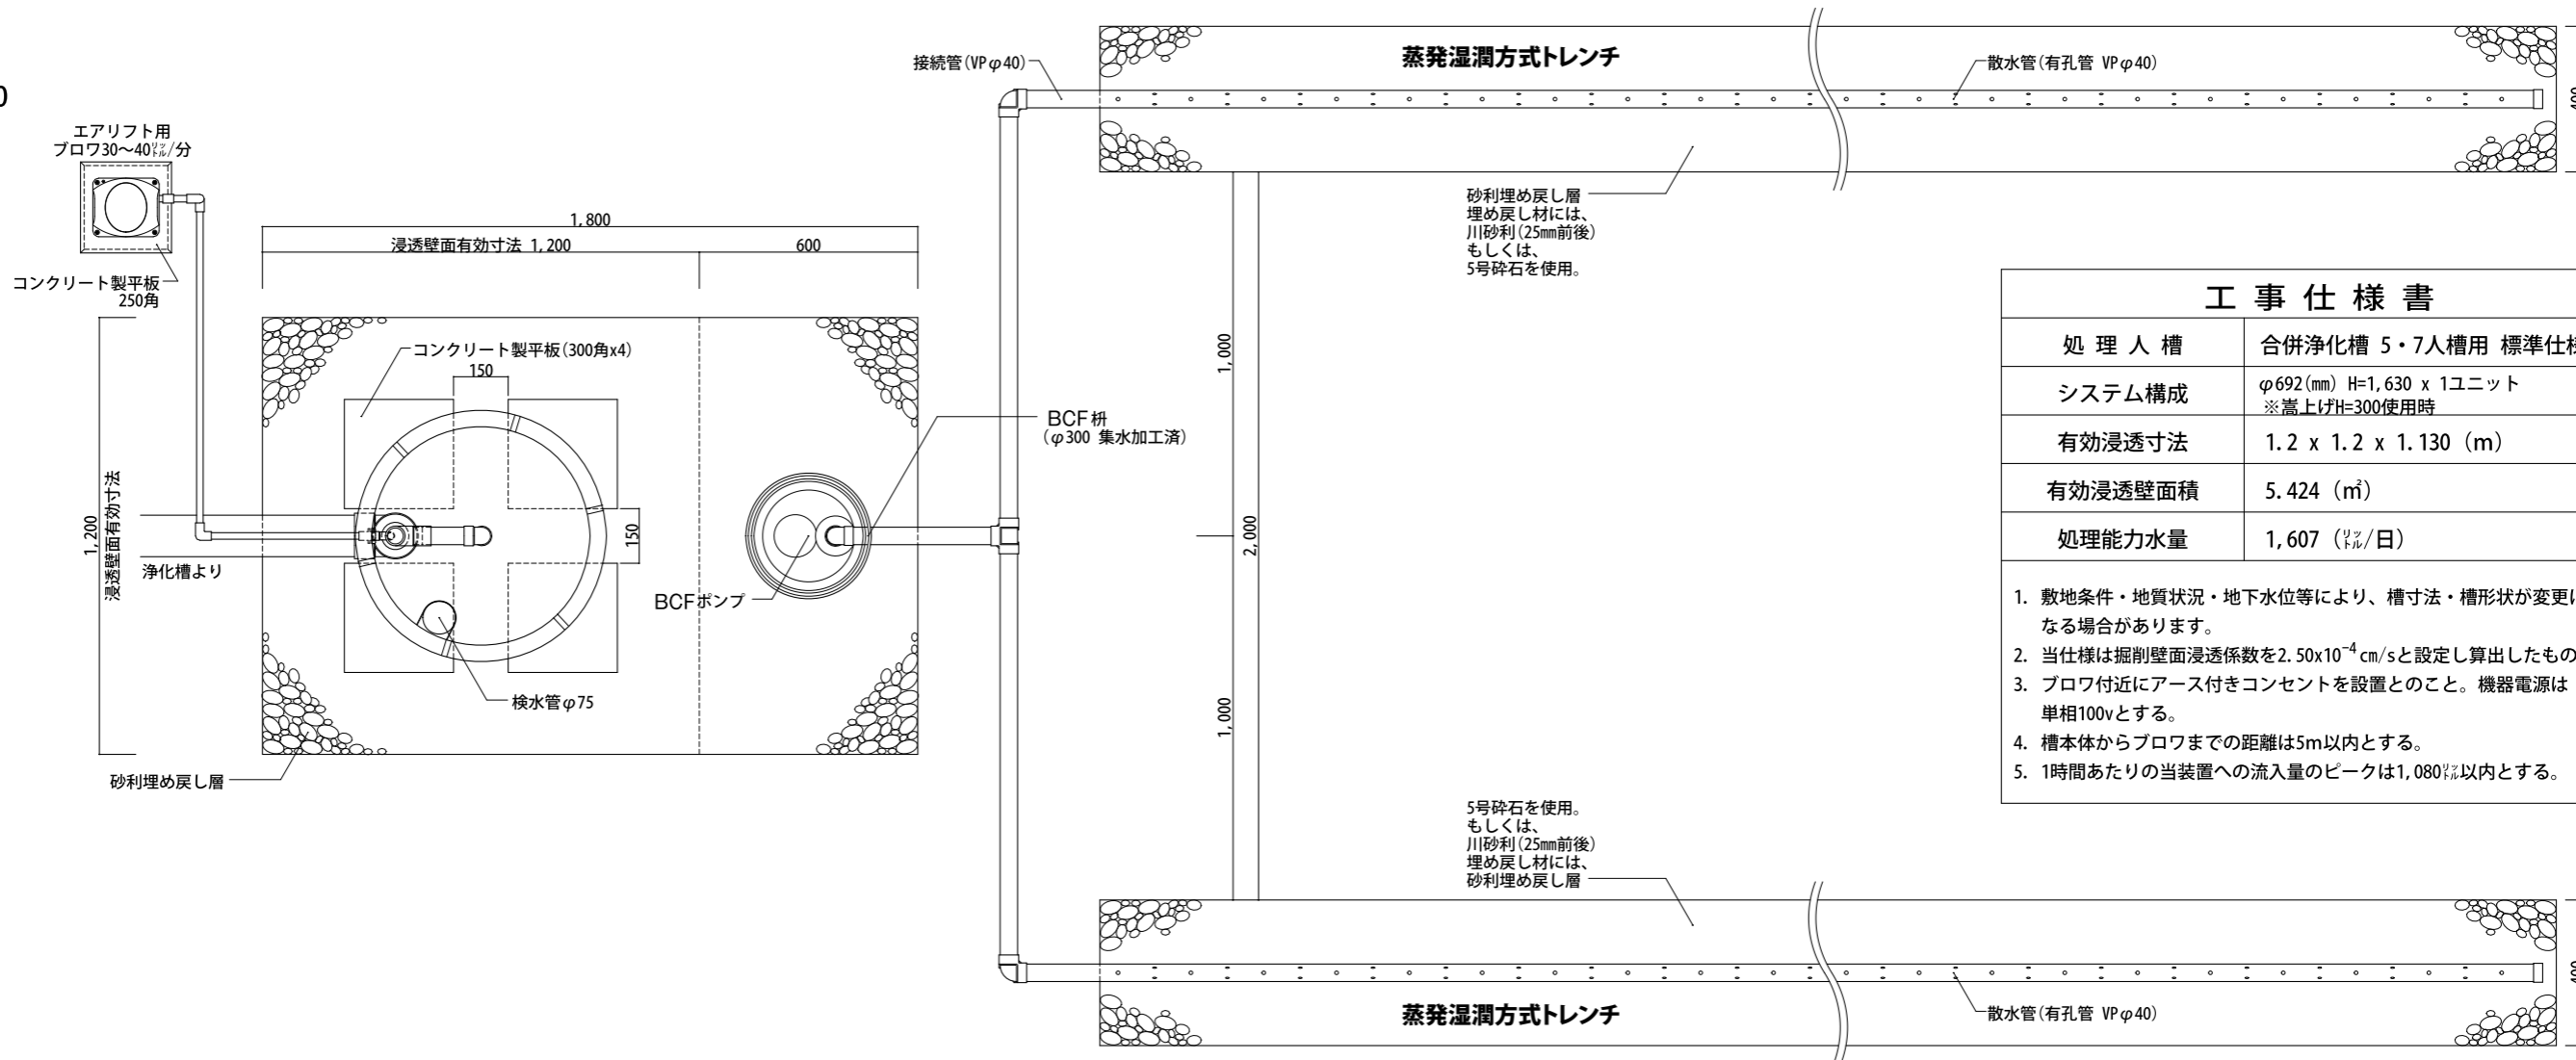 0
エアリフト用
ブロワ30～40㍑/分
コンクリート製平板
250角
1,800
浸透壁面有効寸法 1,200
600
コンクリート製平板(300角x4)
150
150
1,200
浸透壁面有効寸法
浄化槽より
検水管φ75
砂利埋め戻し層
BCF桝
(φ300 集水加工済)
BCFポンプ
接続管(VPφ40)
蒸発湿潤方式トレンチ
散水管(有孔管 VPφ40)
400
砂利埋め戻し層
埋め戻し材には、
川砂利(25㎜前後)
もしくは、
5号砕石を使用。
1,000
2,000
1,000
工事仕様書
処理人槽 合併浄化槽 5・7人槽用 標準仕様
システム構成 φ692(㎜) H=1,630 x 1ユニット
※嵩上げH=300使用時
有効浸透寸法 1.2 x 1.2 x 1.130 (m)
有効浸透壁面積 5.424 (㎡)
処理能力水量 1,607 (㍑/日)
1. 敷地条件・地質状況・地下水位等により、槽寸法・槽形状が変更に
なる場合があります。
2. 当仕様は掘削壁面浸透係数を2.50x10⁻⁴㎝/sと設定し算出したもの
3. ブロワ付近にアース付きコンセントを設置とのこと。機器電源は
単相100vとする。
4. 槽本体からブロワまでの距離は5m以内とする。
5. 1時間あたりの当装置への流入量のピークは1,080㍑以内とする。
5号砕石を使用。
もしくは、
川砂利(25㎜前後)
埋め戻し材には、
砂利埋め戻し層
400
蒸発湿潤方式トレンチ
散水管(有孔管 VPφ40)